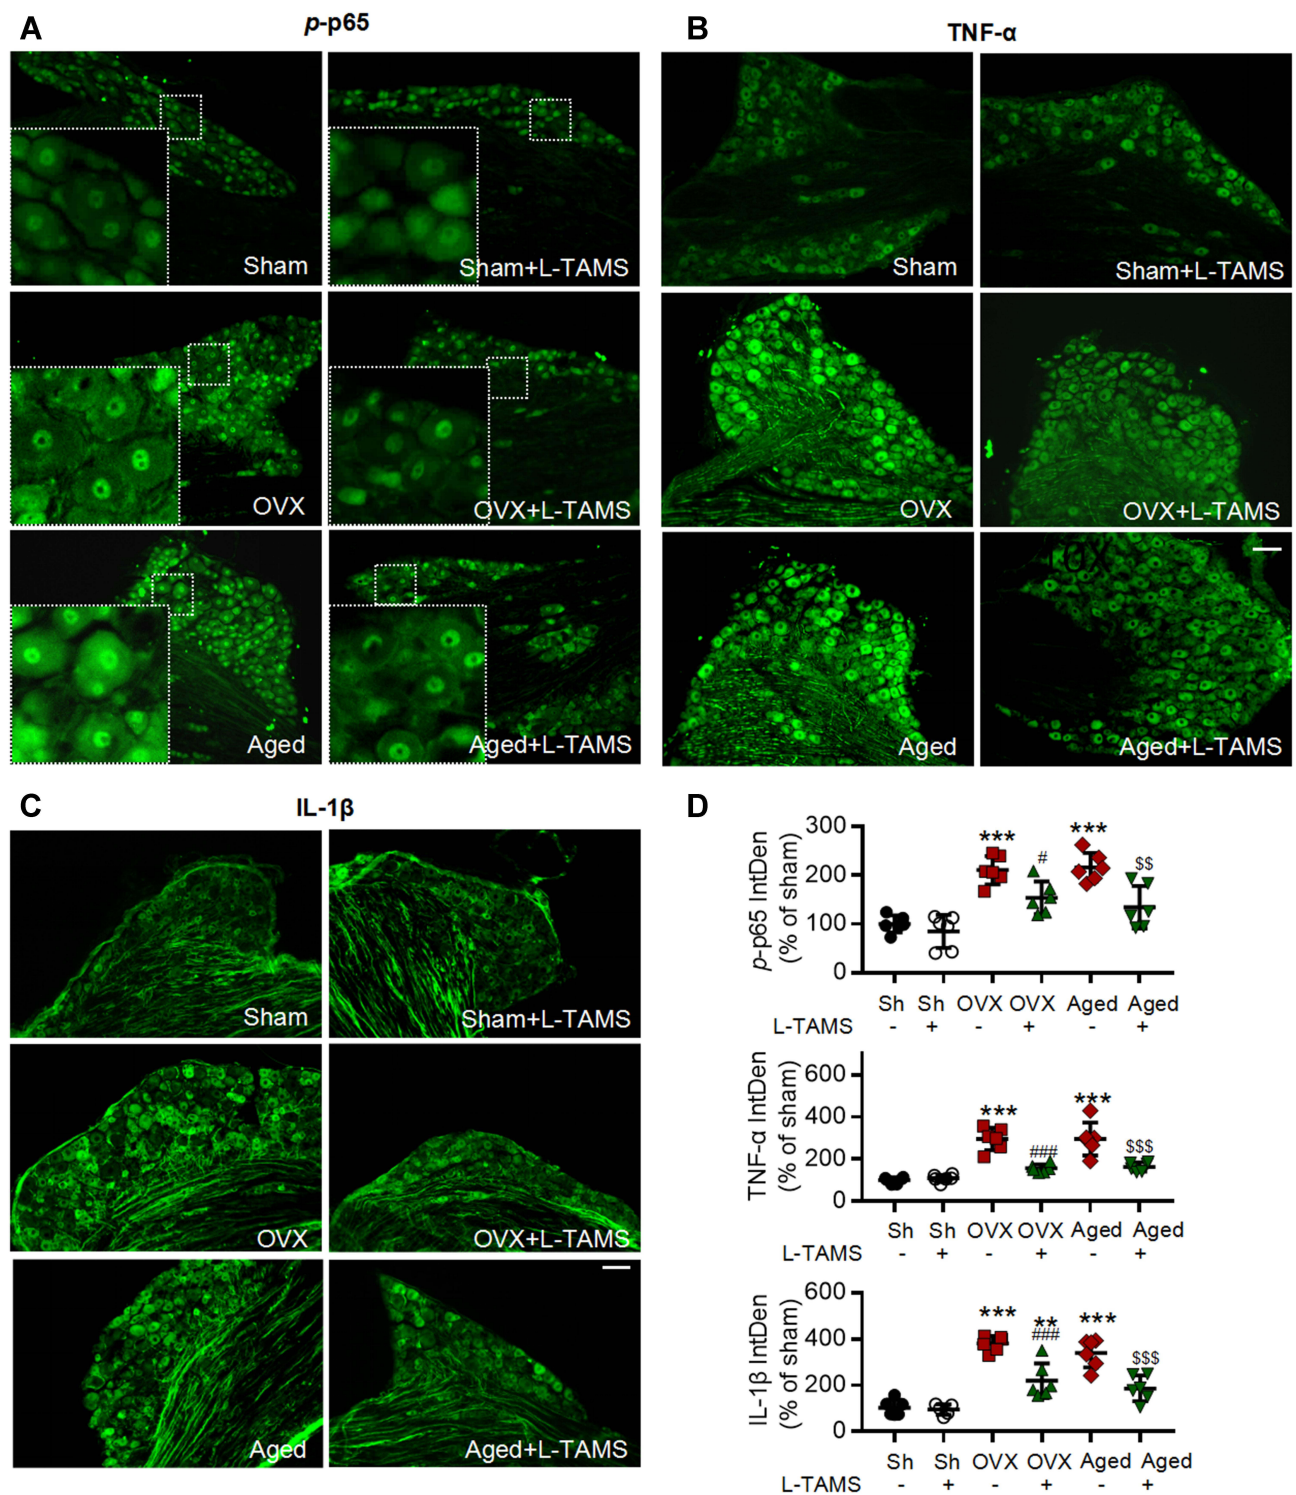 A
p-p65
Sham
Sham+L-TAMS
OVX
OVX+L-TAMS
Aged
Aged+L-TAMS
B
TNF-α
Sham
Sham+L-TAMS
OVX
OVX+L-TAMS
Aged
Aged+L-TAMS
C
IL-1β
Sham
Sham+L-TAMS
OVX
OVX+L-TAMS
Aged
Aged+L-TAMS
D
p-p65 IntDen
(% of sham)
300
200
100
0
***
#
***
$$
Sh Sh OVX OVX Aged Aged
L-TAMS - + - + - +
TNF-α IntDen
(% of sham)
600
400
200
0
***
###
***
$$$
Sh Sh OVX OVX Aged Aged
L-TAMS - + - + - +
IL-1β IntDen
(% of sham)
600
400
200
0
***
**
###
***
$$$
Sh Sh OVX OVX Aged Aged
L-TAMS - + - + - +